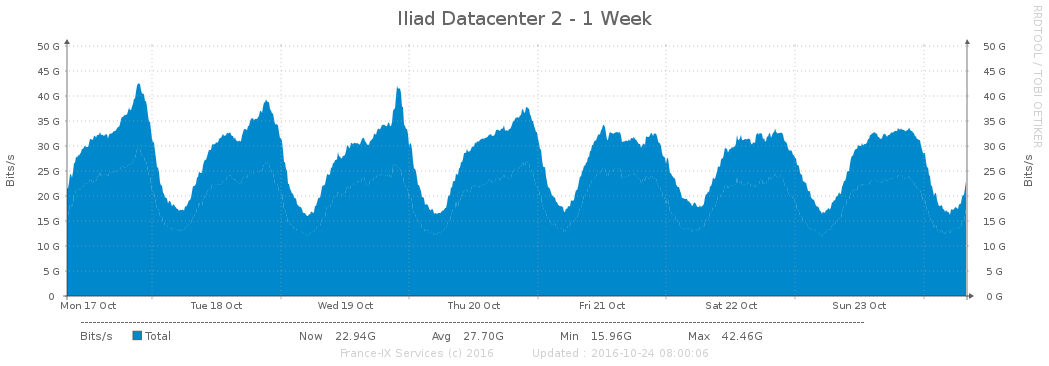 Iliad Datacenter 2 - 1 Week
RRDTOOL / TOBI OETIKER
Bits/s
50 G
45 G
40 G
35 G
30 G
25 G
20 G
15 G
10 G
5 G
0
50 G
45 G
40 G
35 G
30 G
25 G
20 G
15 G
10 G
5 G
0 G
Bits/s
Mon 17 Oct Tue 18 Oct Wed 19 Oct Thu 20 Oct Fri 21 Oct Sat 22 Oct Sun 23 Oct
Bits/s Total Now 22.94G Avg 27.70G Min 15.96G Max 42.46G
France-IX Services (c) 2016 Updated : 2016-10-24 08:00:06